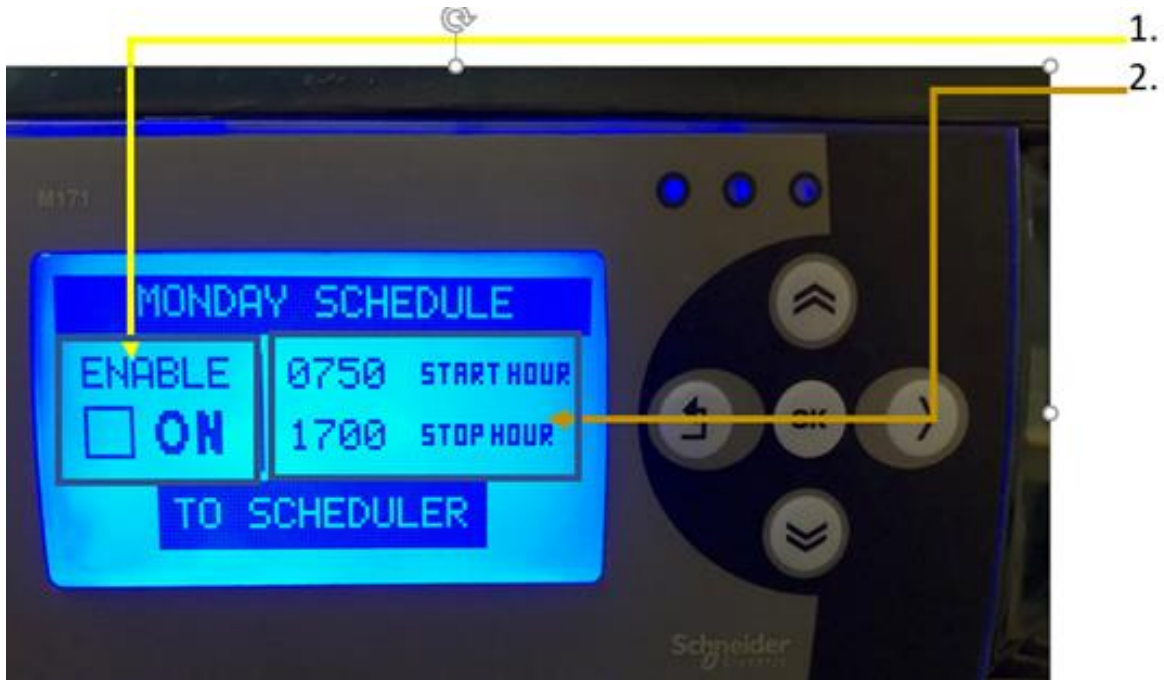 1.
2.
M171
MONDAY SCHEDULE
ENABLE
ON
0750 START HOUR
1700 STOP HOUR
TO SCHEDULER
OK
Schneider